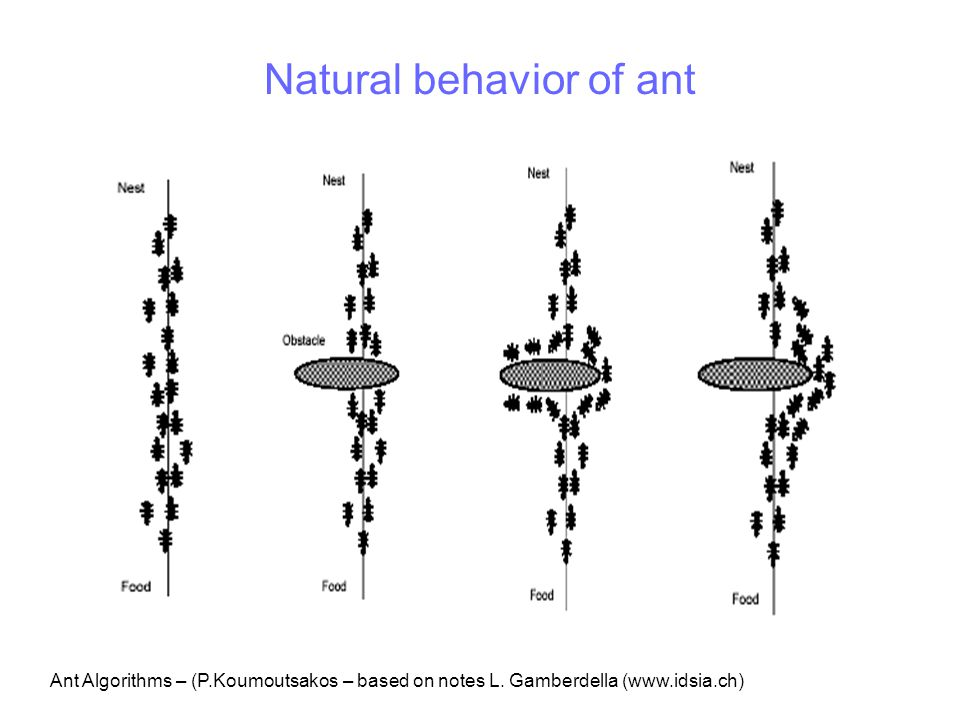 Natural behavior of ant
Nest
Nest
Nest
Nest
Obstacle
Food
Food
Food
Food
Ant Algorithms – (P.Koumoutsakos – based on notes L. Gamberdella (www.idsia.ch)